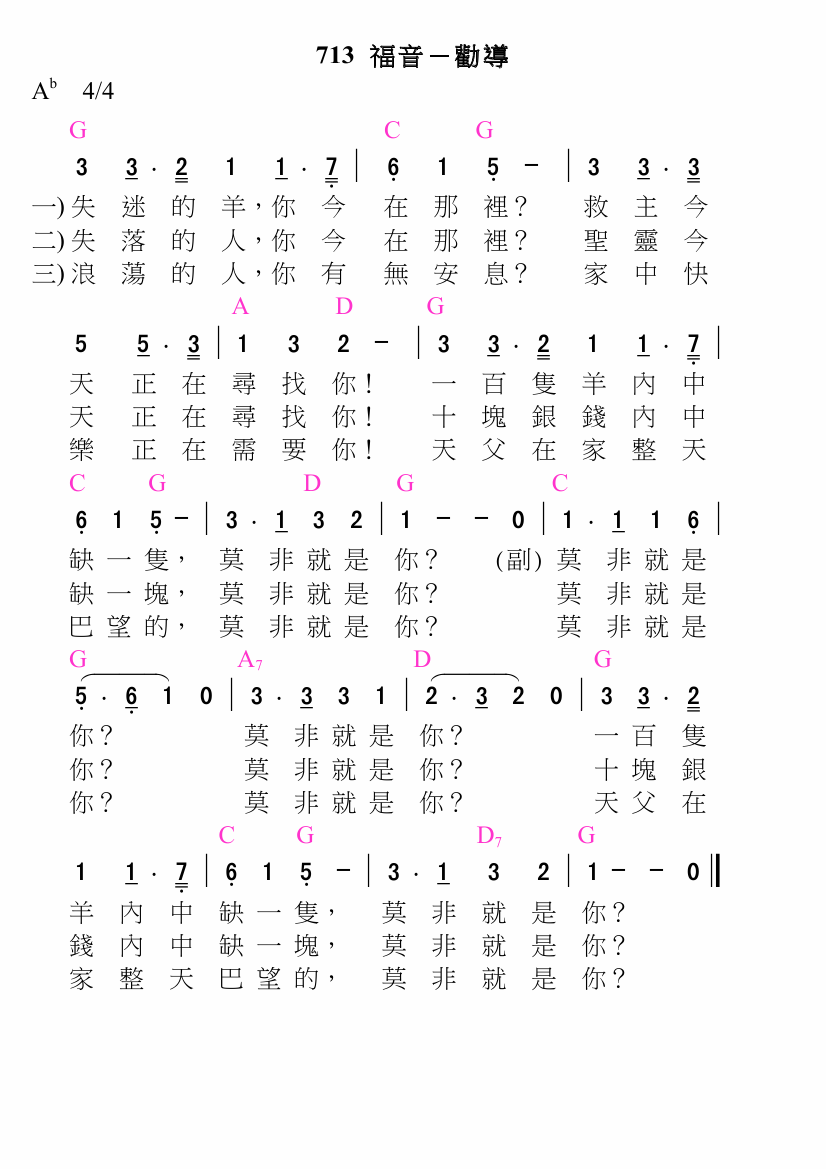 713 福音－勸導
Ab 4/4
G C G
3 3 · 2 1 1 · 7 | 6 1 5 － | 3 3 · 3
一) 失 迷 的 羊，你 今 在 那 裡？ 救 主 今
二) 失 落 的 人，你 今 在 那 裡？ 聖 靈 今
三) 浪 蕩 的 人，你 有 無 安 息？ 家 中 快
A D G
5 5 · 3 | 1 3 2 － | 3 3 · 2 1 1 · 7 |
天 正 在 尋 找 你！ 一 百 隻 羊 內 中
天 正 在 尋 找 你！ 十 塊 銀 錢 內 中
樂 正 在 需 要 你！ 天 父 在 家 整 天
C G D G C
6 1 5 － | 3 · 1 3 2 | 1 － － 0 | 1 · 1 1 6 |
缺 一 隻， 莫 非 就 是 你？ (副) 莫 非 就 是
缺 一 塊， 莫 非 就 是 你？ 莫 非 就 是
巴 望 的， 莫 非 就 是 你？ 莫 非 就 是
G A7 D G
5 · 6 1 0 | 3 · 3 3 1 | 2 · 3 2 0 | 3 3 · 2
你？ 莫 非 就 是 你？ 一 百 隻
你？ 莫 非 就 是 你？ 十 塊 銀
你？ 莫 非 就 是 你？ 天 父 在
C G D7 G
1 1 · 7 | 6 1 5 － | 3 · 1 3 2 | 1 － － 0 ‖
羊 內 中 缺 一 隻， 莫 非 就 是 你？
錢 內 中 缺 一 塊， 莫 非 就 是 你？
家 整 天 巴 望 的， 莫 非 就 是 你？